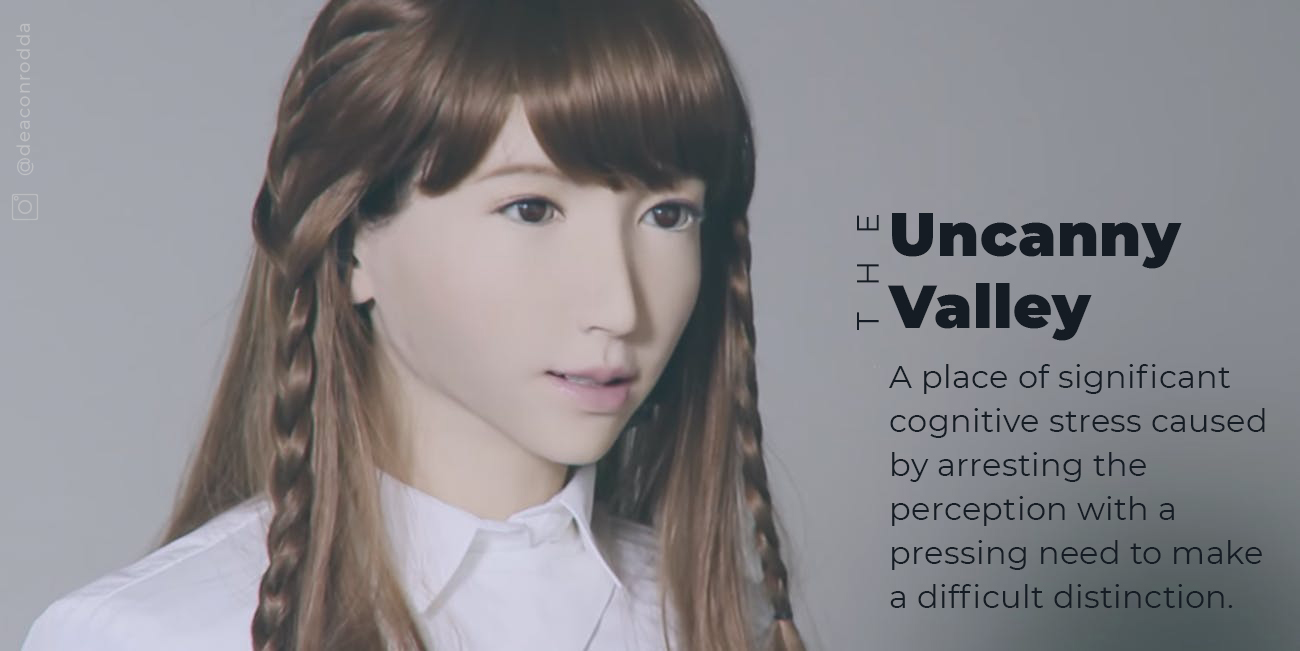 @deaconrodda
THE
Uncanny
Valley
A place of significant
cognitive stress caused
by arresting the
perception with a
pressing need to make
a difficult distinction.